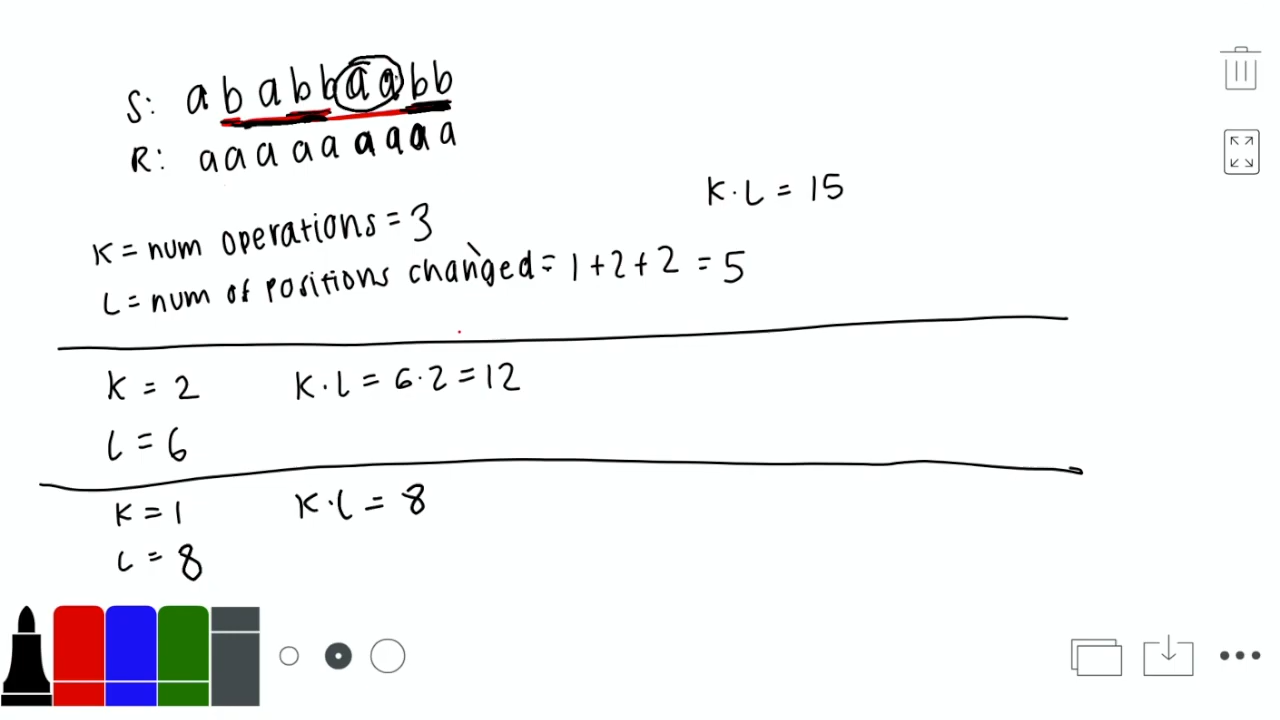 S: a b a b b a a b b
R: a a a a a a a a a
K·L = 15
K = num operations = 3
L = num of positions changed = 1+2+2 = 5
K = 2 K·L = 6·2 = 12
L = 6
K = 1 K·L = 8
L = 8